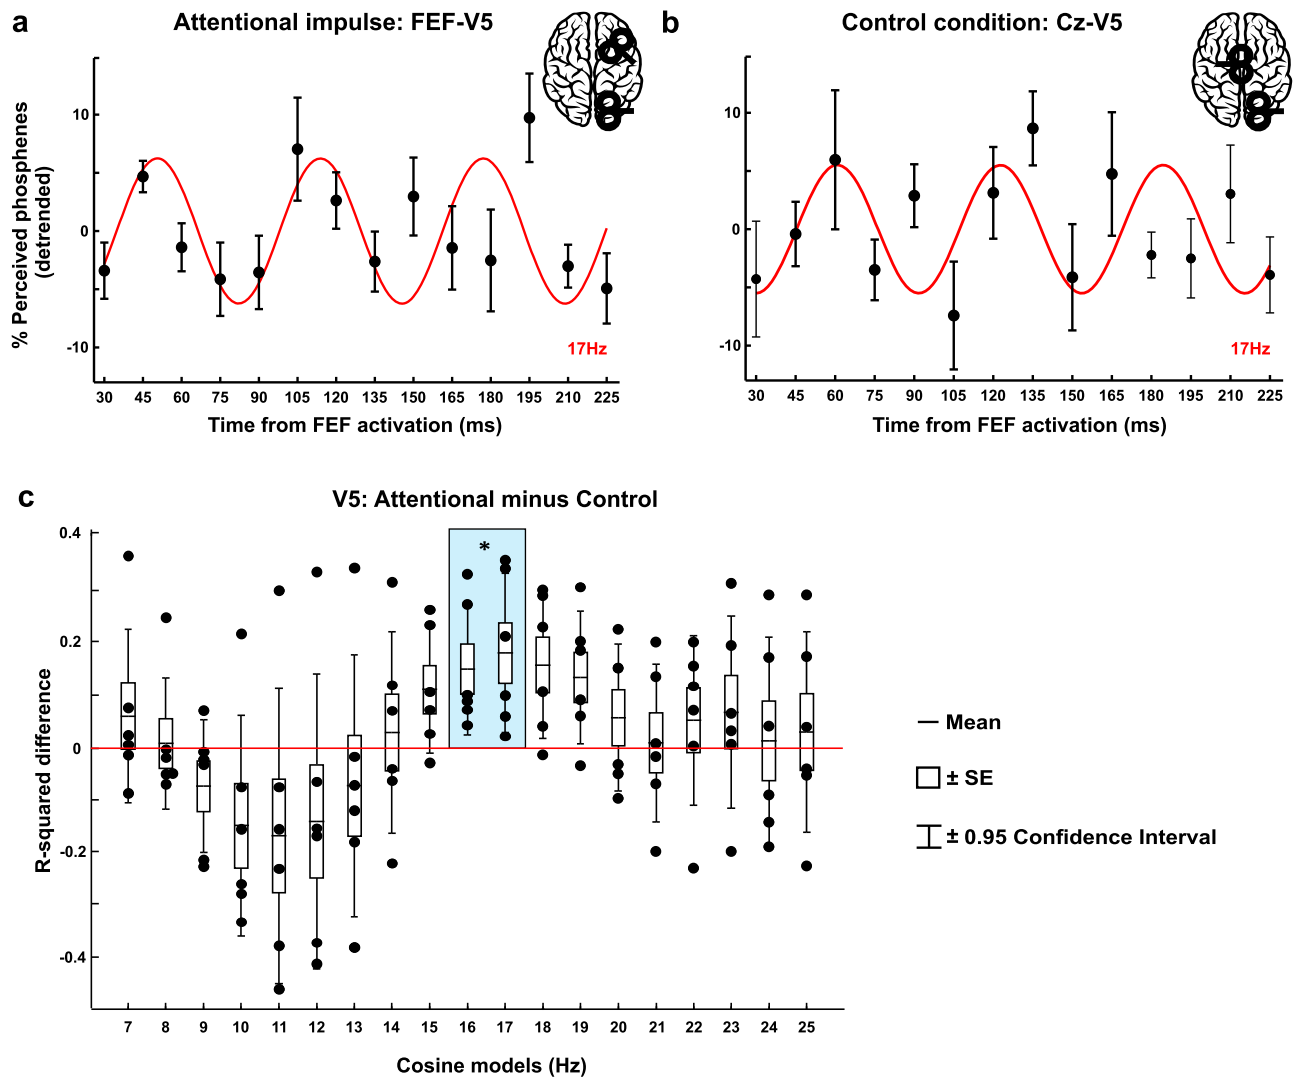 a
Attentional impulse: FEF-V5
% Perceived phosphenes
(detrended)
10
0
-10
17Hz
30 45 60 75 90 105 120 135 150 165 180 195 210 225
Time from FEF activation (ms)
b
Control condition: Cz-V5
10
0
-10
17Hz
30 45 60 75 90 105 120 135 150 165 180 195 210 225
Time from FEF activation (ms)
c
V5: Attentional minus Control
R-squared difference
0.4
0.2
0
-0.2
-0.4
*
7 8 9 10 11 12 13 14 15 16 17 18 19 20 21 22 23 24 25
Cosine models (Hz)
Mean
± SE
± 0.95 Confidence Interval